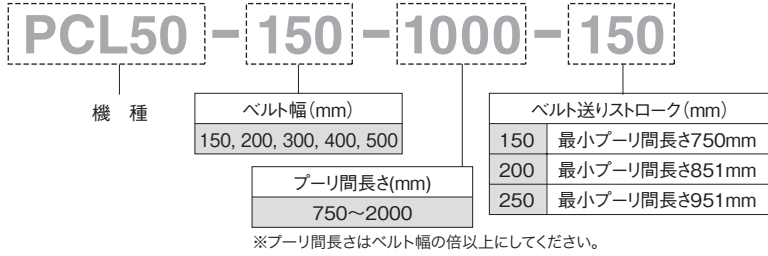 PCL50-150-1000-150
機 種
ベルト幅(mm)
150, 200, 300, 400, 500
プーリ間長さ(mm)
750〜2000
※プーリ間長さはベルト幅の倍以上にしてください。
ベルト送りストローク(mm)
150 最小プーリ間長さ750mm
200 最小プーリ間長さ851mm
250 最小プーリ間長さ951mm